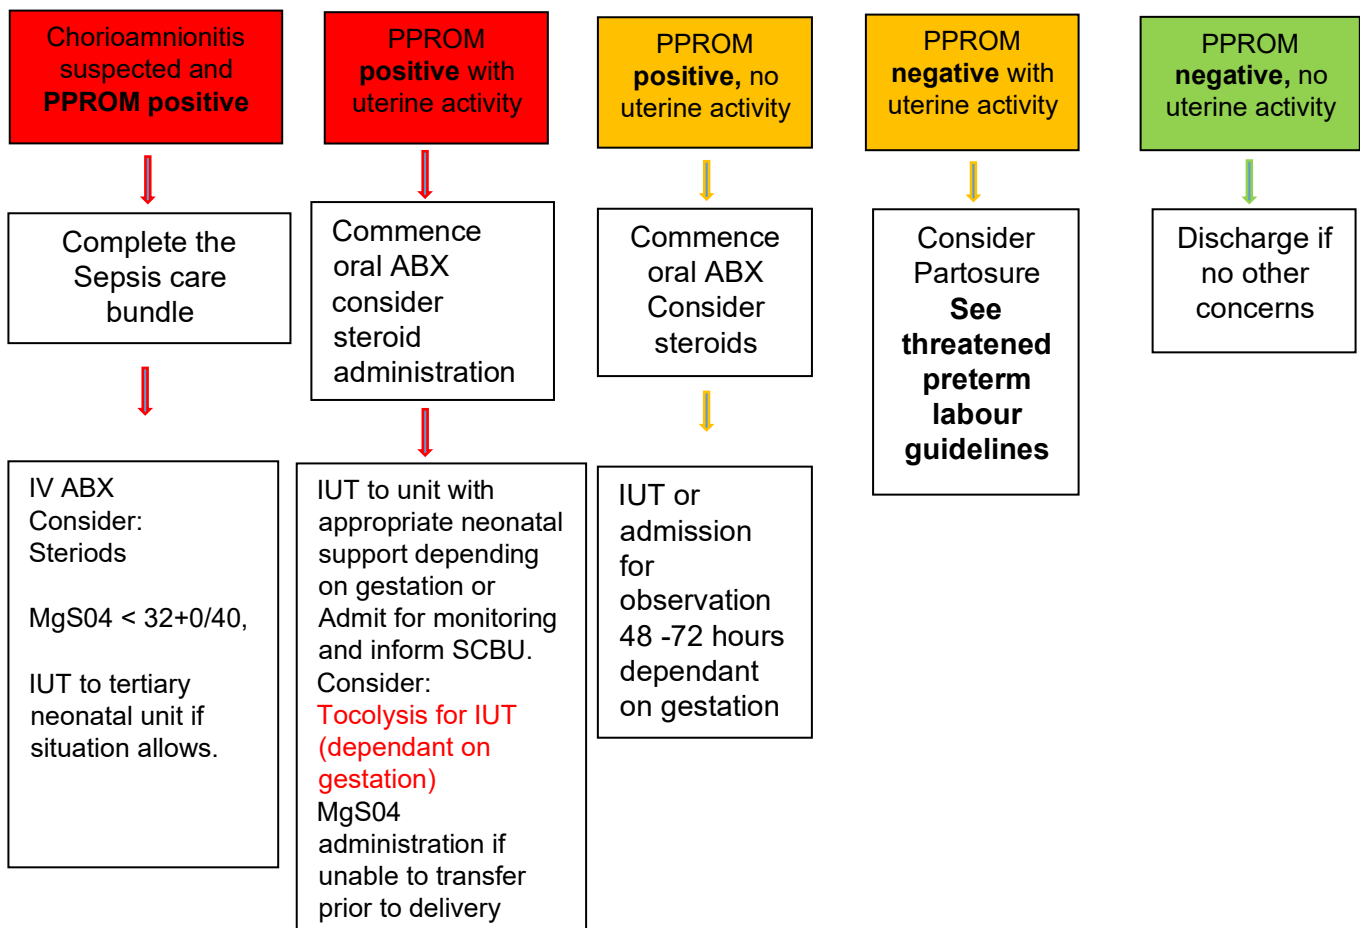 Chorioamnionitis
suspected and
PPROM positive
PPROM
positive with
uterine activity
PPROM
positive, no
uterine activity
PPROM
negative with
uterine activity
PPROM
negative, no
uterine activity
Complete the
Sepsis care
bundle
Commence
oral ABX
consider
steroid
administration
Commence
oral ABX
Consider
steroids
Consider
Partosure
See
threatened
preterm
labour
guidelines
Discharge if
no other
concerns
IV ABX
Consider:
Steriods
MgS04 < 32+0/40,
IUT to tertiary
neonatal unit if
situation allows.
IUT to unit with
appropriate neonatal
support depending
on gestation or
Admit for monitoring
and inform SCBU.
Consider:
Tocolysis for IUT
(dependant on
gestation)
MgS04
administration if
unable to transfer
prior to delivery
IUT or
admission
for
observation
48 -72 hours
dependant
on gestation